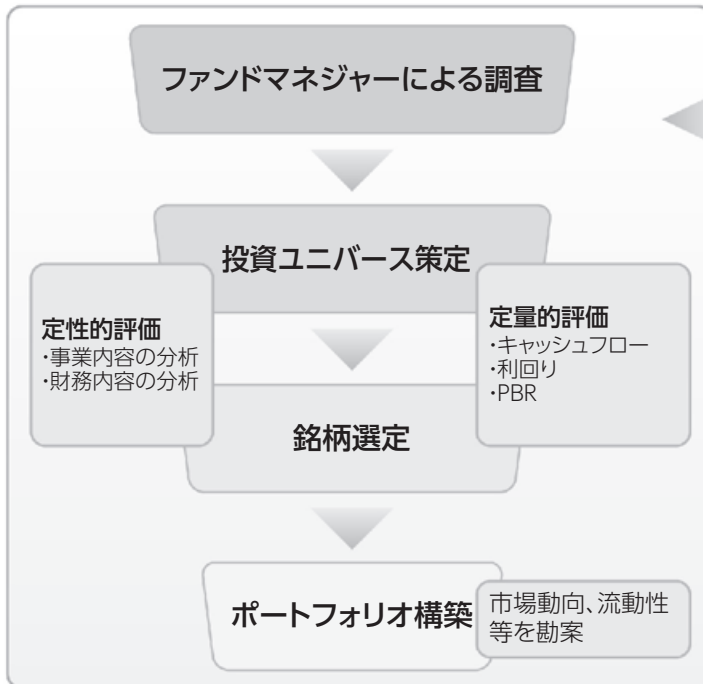 ファンドマネジャーによる調査
投資ユニバース策定
定性的評価
・事業内容の分析
・財務内容の分析
定量的評価
・キャッシュフロー
・利回り
・PBR
銘柄選定
ポートフォリオ構築
市場動向、流動性
等を勘案